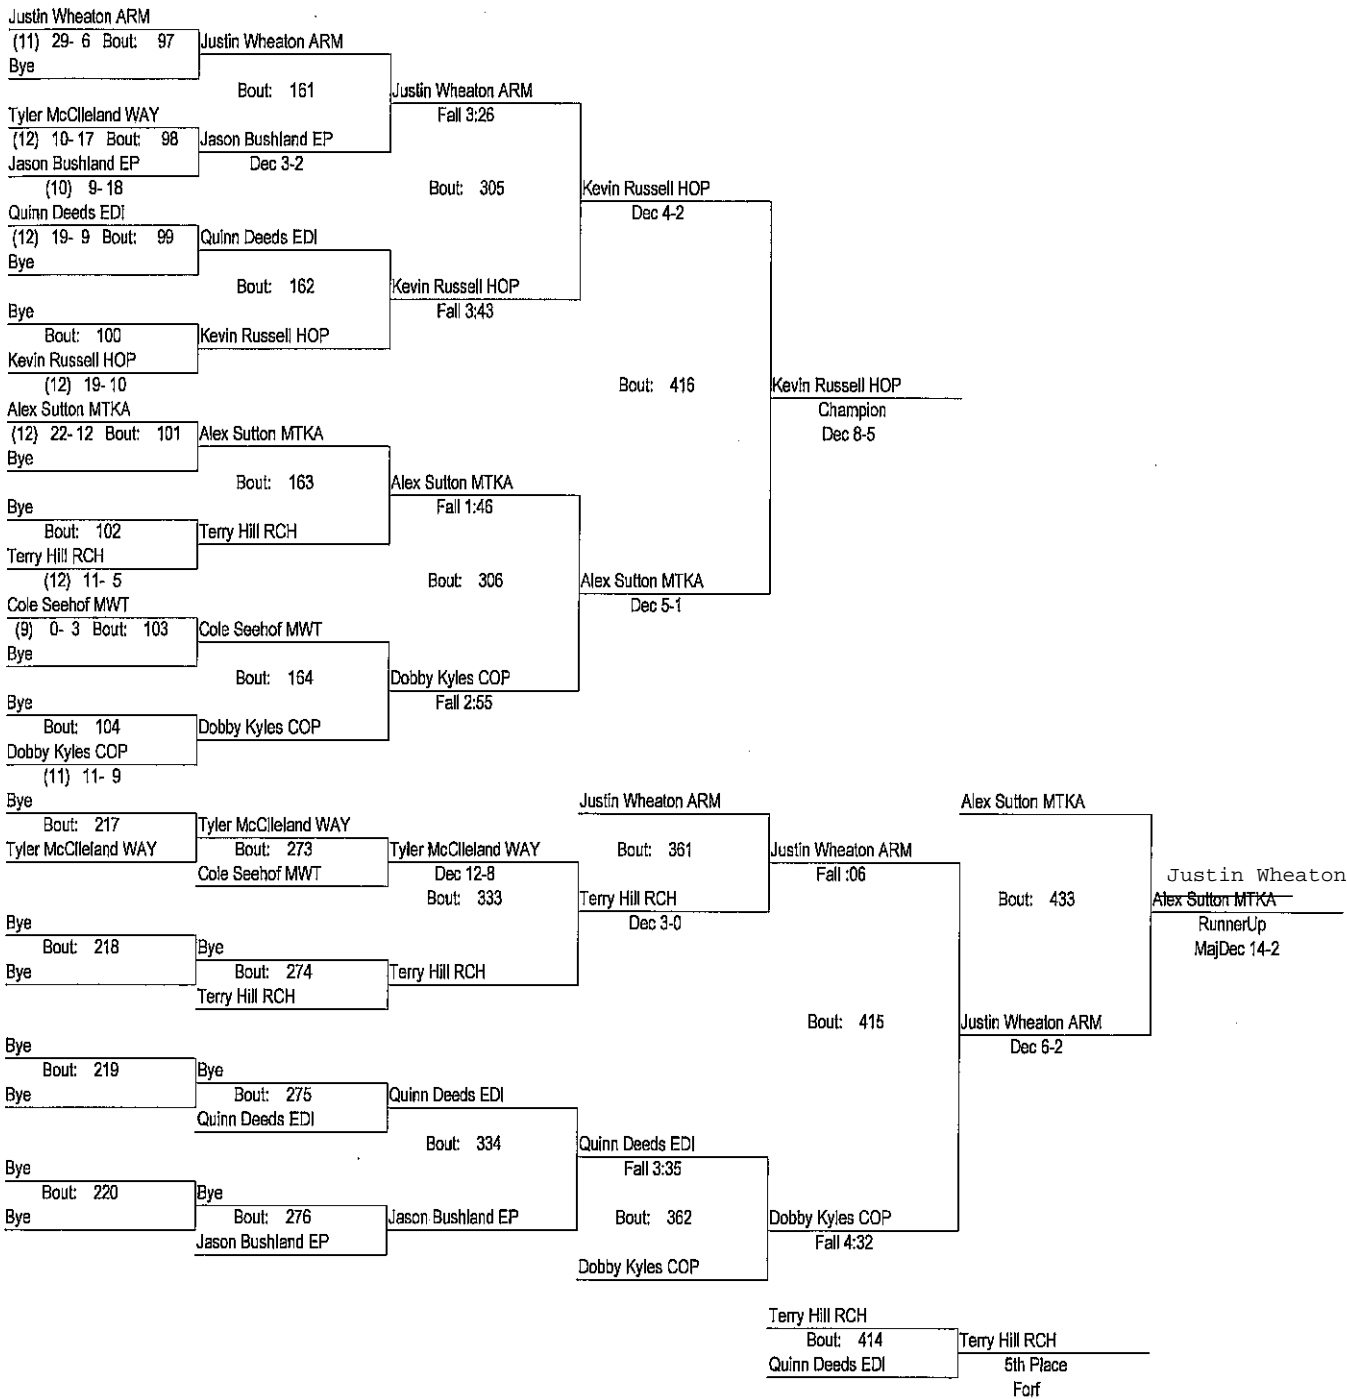 Justin Wheaton ARM
(11) 29- 6 Bout: 97
Bye
Justin Wheaton ARM
Bout: 161
Tyler McClleland WAY
(12) 10- 17 Bout: 98
Jason Bushland EP
(10) 9- 18
Jason Bushland EP
Dec 3-2
Justin Wheaton ARM
Fall 3:26
Bout: 305
Quinn Deeds EDI
(12) 19- 9 Bout: 99
Bye
Quinn Deeds EDI
Bout: 162
Bye
Bout: 100
Kevin Russell HOP
(12) 19- 10
Kevin Russell HOP
Kevin Russell HOP
Fall 3:43
Kevin Russell HOP
Dec 4-2
Bout: 416
Kevin Russell HOP
Champion
Dec 8-5
Alex Sutton MTKA
(12) 22- 12 Bout: 101
Bye
Alex Sutton MTKA
Bout: 163
Bye
Bout: 102
Terry Hill RCH
(12) 11- 5
Terry Hill RCH
Alex Sutton MTKA
Fall 1:46
Bout: 306
Alex Sutton MTKA
Dec 5-1
Cole Seehof MWT
(9) 0- 3 Bout: 103
Bye
Cole Seehof MWT
Bout: 164
Bye
Bout: 104
Dobby Kyles COP
(11) 11- 9
Dobby Kyles COP
Dobby Kyles COP
Fall 2:55
Bye
Bout: 217
Tyler McClleland WAY
Tyler McClleland WAY
Bout: 273
Cole Seehof MWT
Tyler McClleland WAY
Dec 12-8
Bout: 333
Bye
Bout: 218
Bye
Bye
Bout: 274
Terry Hill RCH
Terry Hill RCH
Justin Wheaton ARM
Bout: 361
Terry Hill RCH
Dec 3-0
Justin Wheaton ARM
Fall :06
Bout: 415
Alex Sutton MTKA
Bout: 433
Justin Wheaton ARM
Dec 6-2
Justin Wheaton
Alex Sutton MTKA
RunnerUp
MajDec 14-2
Bye
Bout: 219
Bye
Bye
Bout: 275
Quinn Deeds EDI
Quinn Deeds EDI
Bout: 334
Bye
Bout: 220
Bye
Bye
Bout: 276
Jason Bushland EP
Jason Bushland EP
Quinn Deeds EDI
Fall 3:35
Bout: 362
Dobby Kyles COP
Dobby Kyles COP
Fall 4:32
Terry Hill RCH
Bout: 414
Quinn Deeds EDI
Terry Hill RCH
5th Place
Forf